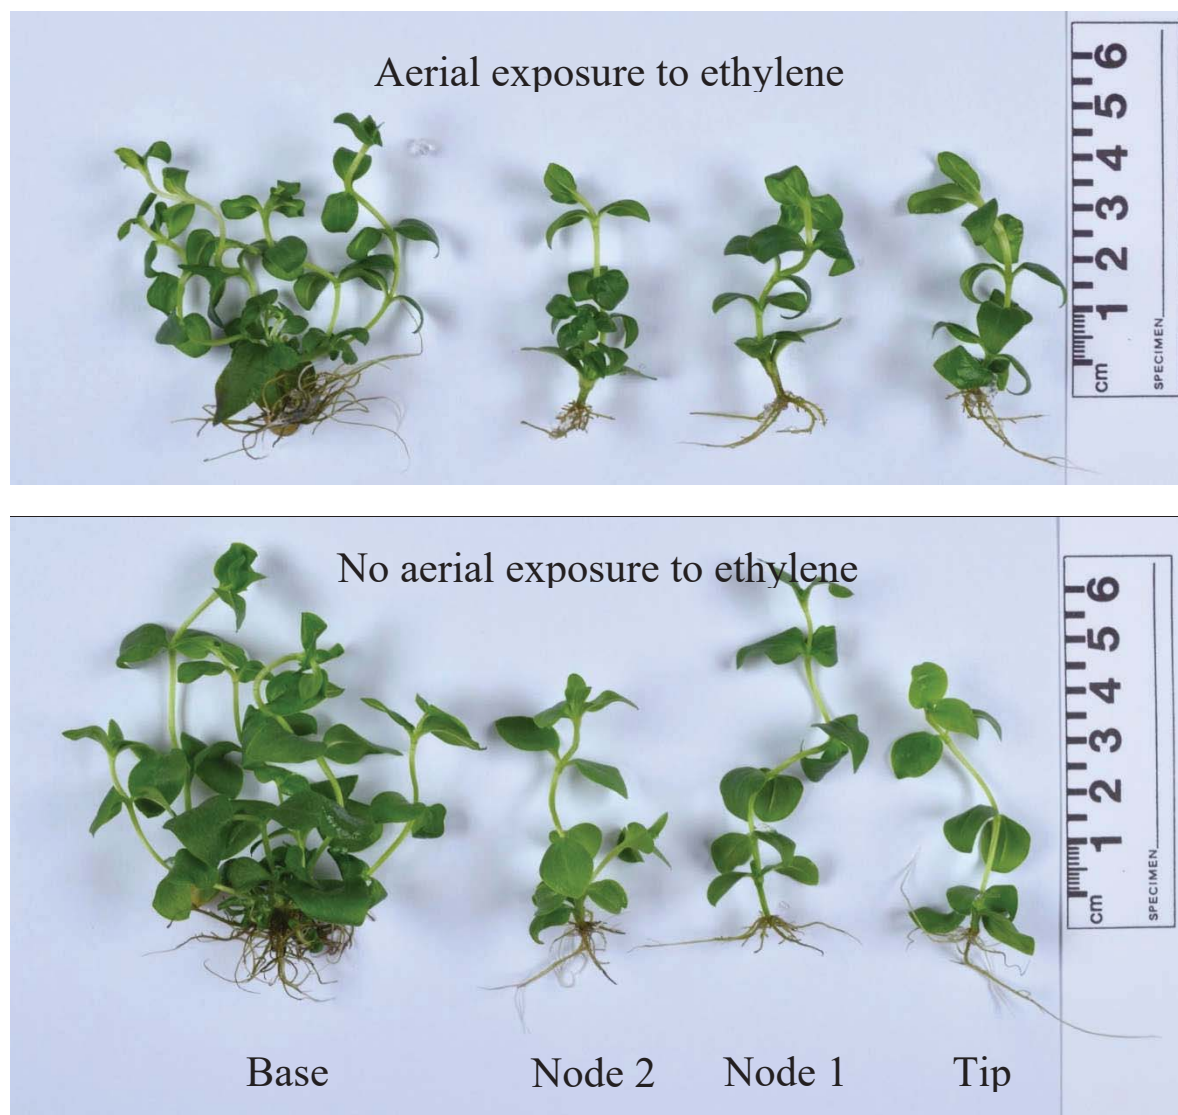 Aerial exposure to ethylene
6
5
4
3
2
1
cm
SPECIMEN
No aerial exposure to ethylene
6
5
4
3
2
1
cm
SPECIMEN
Base Node 2 Node 1 Tip